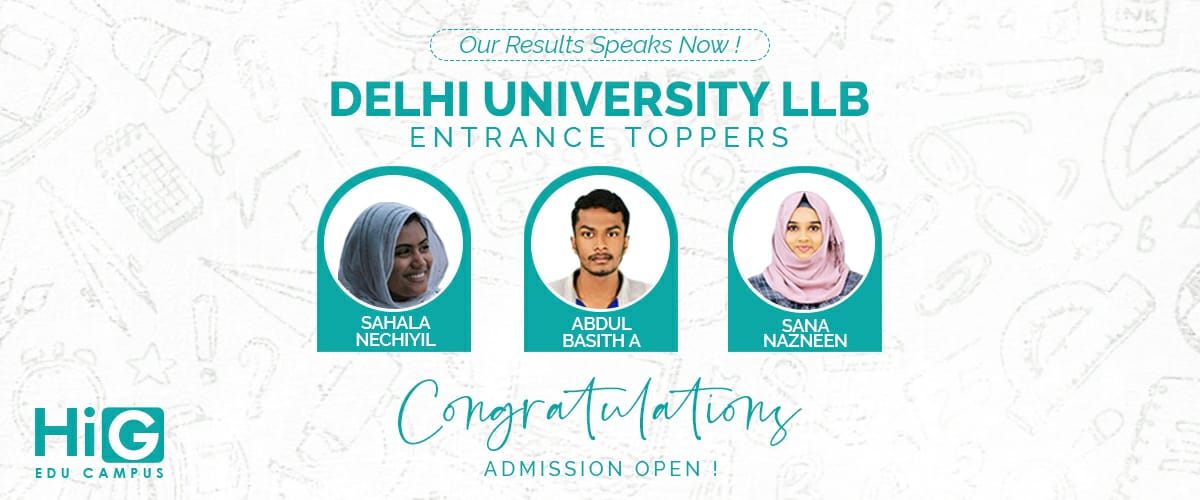 Our Results Speaks Now !
DELHI UNIVERSITY LLB
ENTRANCE TOPPERS
SAHALA
NECHIYIL
ABDUL
BASITH A
SANA
NAZNEEN
Congratulations
ADMISSION OPEN !
HiG
EDU CAMPUS
INK
B